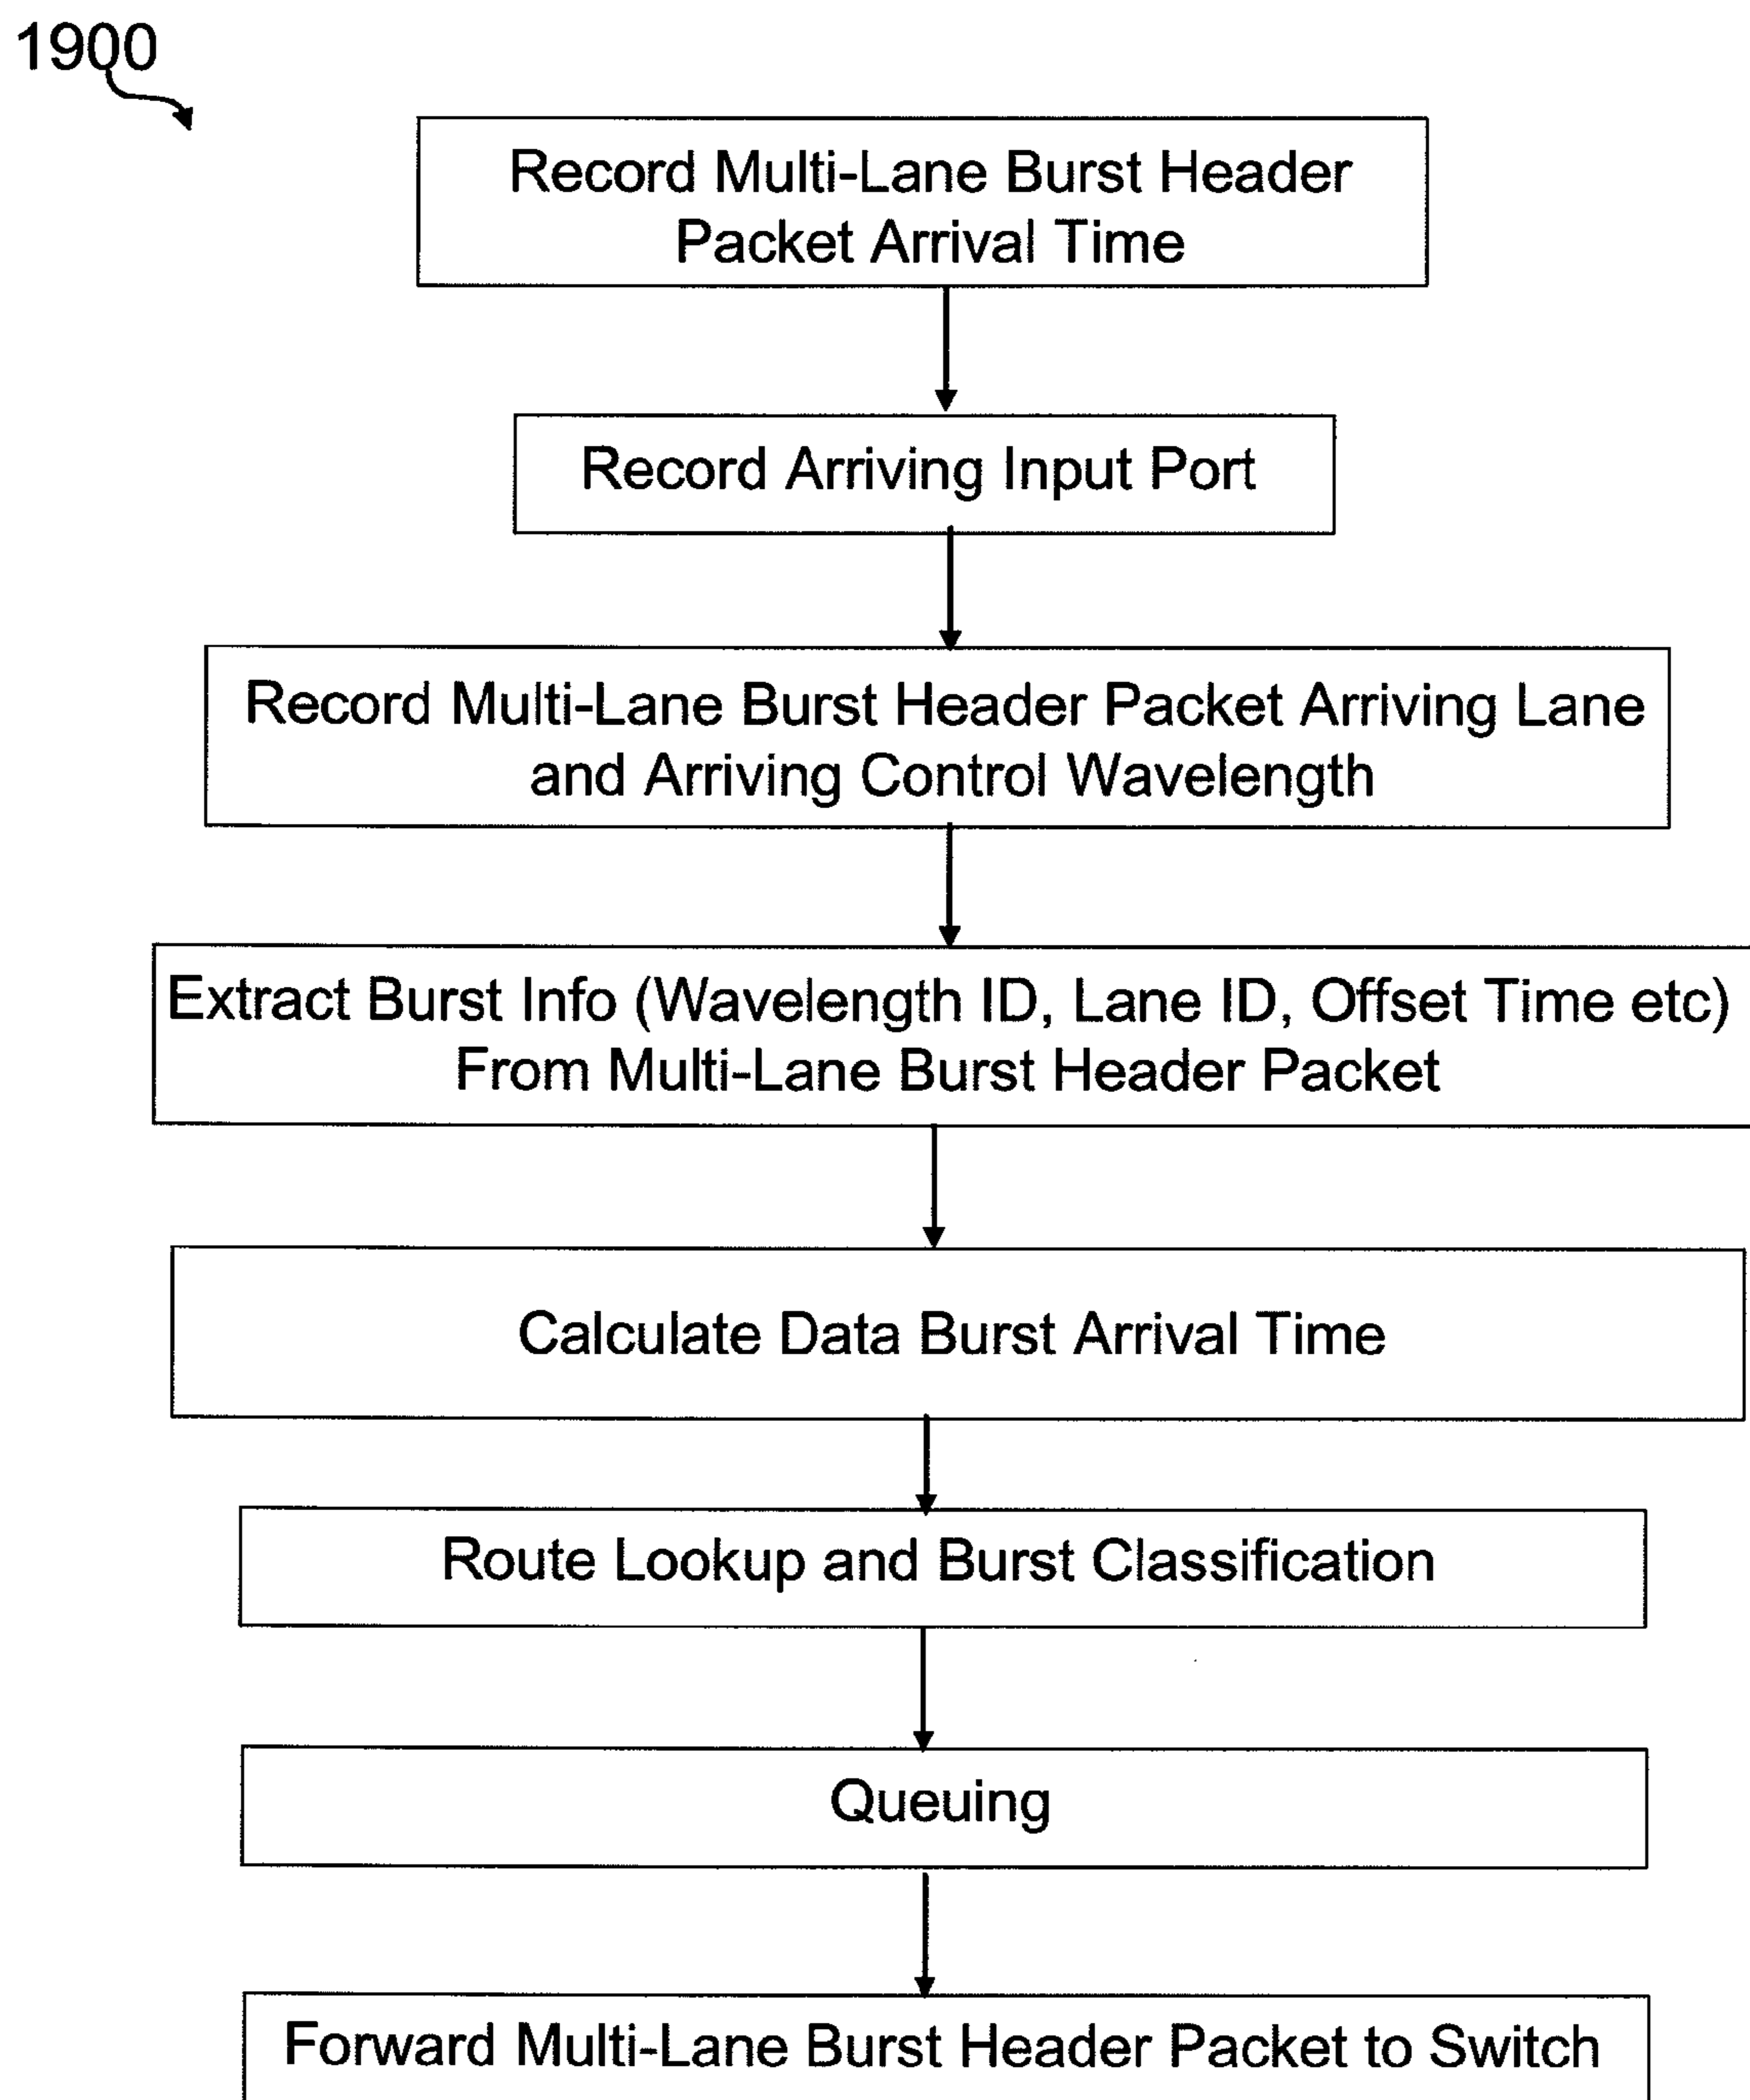 1900
Record Multi-Lane Burst Header
Packet Arrival Time
Record Arriving Input Port
Record Multi-Lane Burst Header Packet Arriving Lane
and Arriving Control Wavelength
Extract Burst Info (Wavelength ID, Lane ID, Offset Time etc)
From Multi-Lane Burst Header Packet
Calculate Data Burst Arrival Time
Route Lookup and Burst Classification
Queuing
Forward Multi-Lane Burst Header Packet to Switch